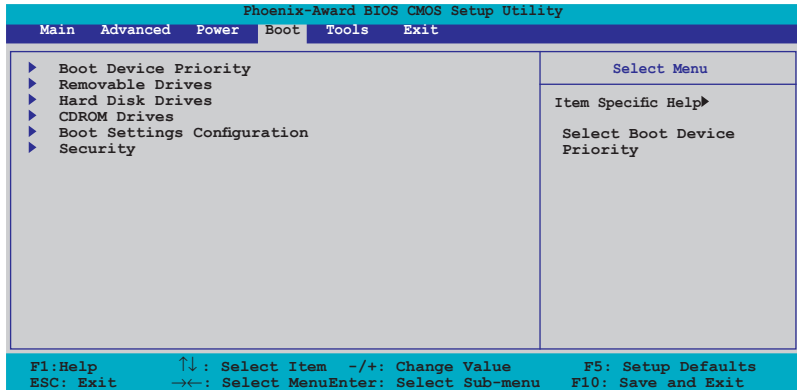 Phoenix-Award BIOS CMOS Setup Utility
Main Advanced Power Boot Tools Exit
Boot Device Priority
Removable Drives
Hard Disk Drives
CDROM Drives
Boot Settings Configuration
Security
Select Menu
Item Specific Help
Select Boot Device
Priority
F1:Help ↑↓: Select Item -/+: Change Value F5: Setup Defaults
ESC: Exit →←: Select MenuEnter: Select Sub-menu F10: Save and Exit